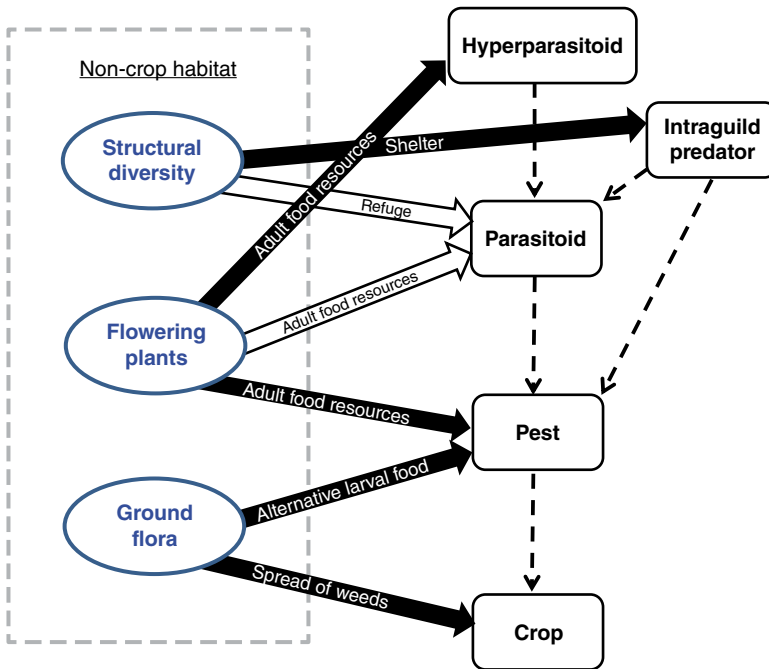 Hyperparasitoid
Non-crop habitat
Structural
diversity
Shelter
Intraguild
predator
Adult food resources
Refuge
Parasitoid
Adult food resources
Flowering
plants
Adult food resources
Pest
Alternative larval food
Ground
flora
Spread of weeds
Crop